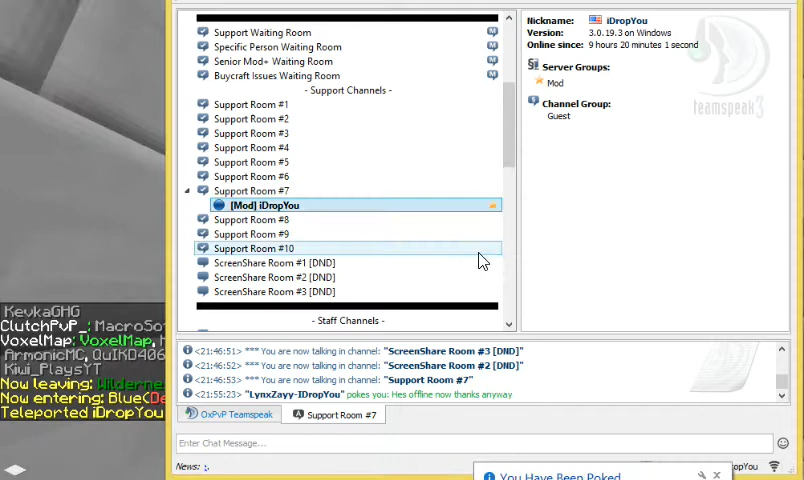 Support Waiting Room
Specific Person Waiting Room
Senior Mod+ Waiting Room
Buycraft Issues Waiting Room
- Support Channels -
Support Room #1
Support Room #2
Support Room #3
Support Room #4
Support Room #5
Support Room #6
Support Room #7
[Mod] iDropYou
Support Room #8
Support Room #9
Support Room #10
ScreenShare Room #1 [DND]
ScreenShare Room #2 [DND]
ScreenShare Room #3 [DND]
- Staff Channels -
Nickname: iDropYou
Version: 3.0.19.3 on Windows
Online since: 9 hours 20 minutes 1 second
Server Groups:
Mod
Channel Group:
Guest
teamspeak3
KevkaGHG
ClutchPvP_: MacroSo
VoxelMap: VoxelMap,
ArmonicMC, QuIKD406
Kiwi_PlaysYT
Now leaving: Wilderne
Now entering: Blue(De
Teleported iDropYou
<21:46:51> *** You are now talking in channel: "ScreenShare Room #3 [DND]"
<21:46:52> *** You are now talking in channel: "ScreenShare Room #2 [DND]"
<21:46:53> *** You are now talking in channel: "Support Room #7"
<21:55:23> "LynxZayy-IDropYou" pokes you: Hes offline now thanks anyway
OxPvP Teamspeak
Support Room #7
Enter Chat Message...
News:
opYou
You Have Been Poked